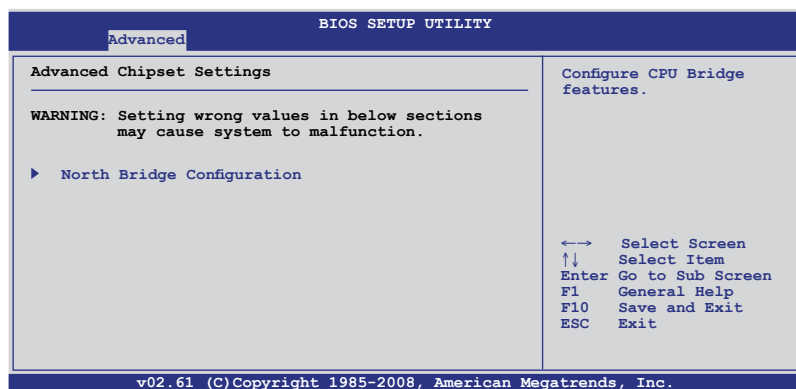 BIOS SETUP UTILITY
Advanced
Advanced Chipset Settings
WARNING: Setting wrong values in below sections
may cause system to malfunction.
North Bridge Configuration
Configure CPU Bridge
features.
←→ Select Screen
↑↓ Select Item
Enter Go to Sub Screen
F1 General Help
F10 Save and Exit
ESC Exit
v02.61 (C)Copyright 1985-2008, American Megatrends, Inc.